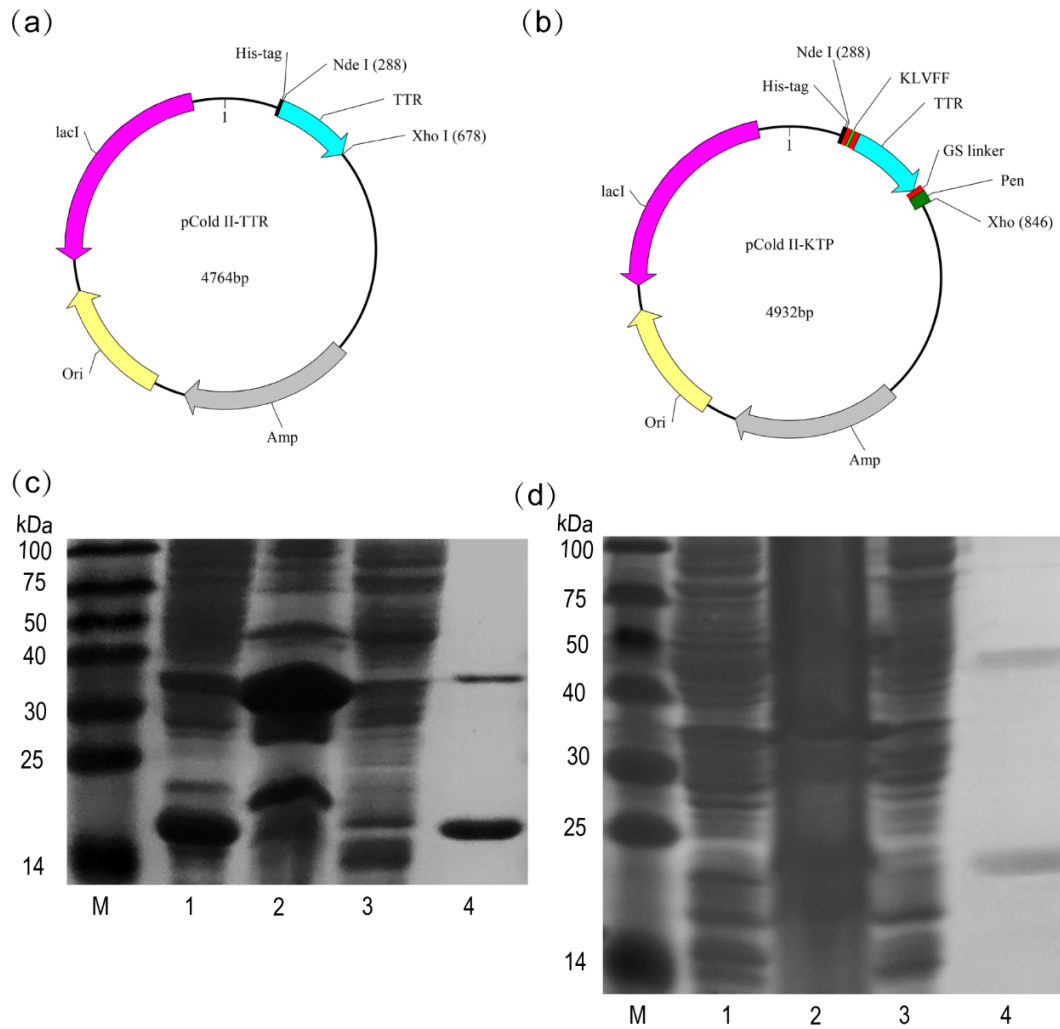 (a)
His-tag
Nde I (288)
TTR
Xho I (678)
lacI
1
pCold II-TTR
4764bp
Ori
Amp
(b)
Nde I (288)
His-tag
KLVFF
TTR
GS linker
Pen
Xho (846)
lacI
1
pCold II-KTP
4932bp
Ori
Amp
(c)
kDa
100
75
50
40
30
25
14
M 1 2 3 4
(d)
kDa
100
75
50
40
30
25
14
M 1 2 3 4